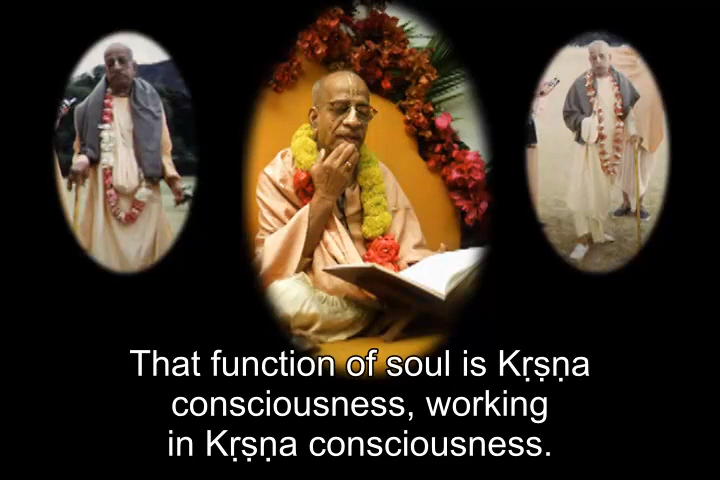 That function of soul is Kṛṣṇa
consciousness, working
in Kṛṣṇa consciousness.